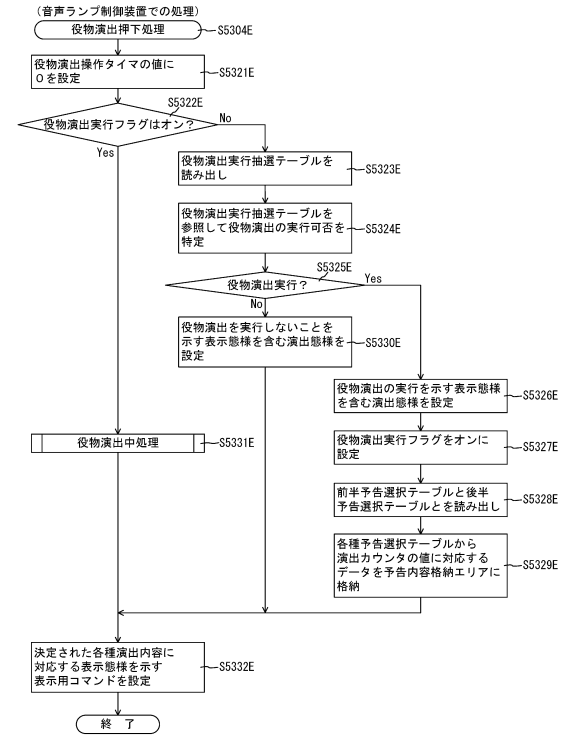 (音声ランプ制御装置での処理)
役物演出押下処理
S5304E
役物演出操作タイマの値に
0を設定
S5321E
S5322E
役物演出実行フラグはオン?
No
Yes
役物演出実行抽選テーブルを
読み出し
S5323E
役物演出実行抽選テーブルを
参照して役物演出の実行可否を
特定
S5324E
S5325E
役物演出実行?
Yes
No
役物演出を実行しないことを
示す表示態様を含む演出態様を
設定
S5330E
役物演出の実行を示す表示態様
を含む演出態様を設定
S5326E
役物演出実行フラグをオンに
設定
S5327E
役物演出中処理
S5331E
前半予告選択テーブルと後半
予告選択テーブルとを読み出し
S5328E
各種予告選択テーブルから
演出カウンタの値に対応する
データを予告内容格納エリアに
格納
S5329E
決定された各種演出内容に
対応する表示態様を示す
表示用コマンドを設定
S5332E
終 了